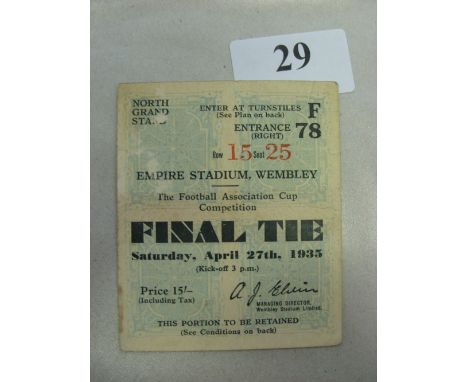 29
NORTH
GRAND
STAND
ENTER AT TURNSTILES
(See Plan on back)
F
ENTRANCE
(RIGHT)
78
Row 15 Seat 25
EMPIRE STADIUM, WEMBLEY
The Football Association Cup
Competition
FINAL TIE
Saturday, April 27th, 1935
(Kick-off 3 p.m.)
Price 15/-
(Including Tax)
A. J. Elvin
MANAGING DIRECTOR,
Wembley Stadium Limited.
THIS PORTION TO BE RETAINED
(See Conditions on back)